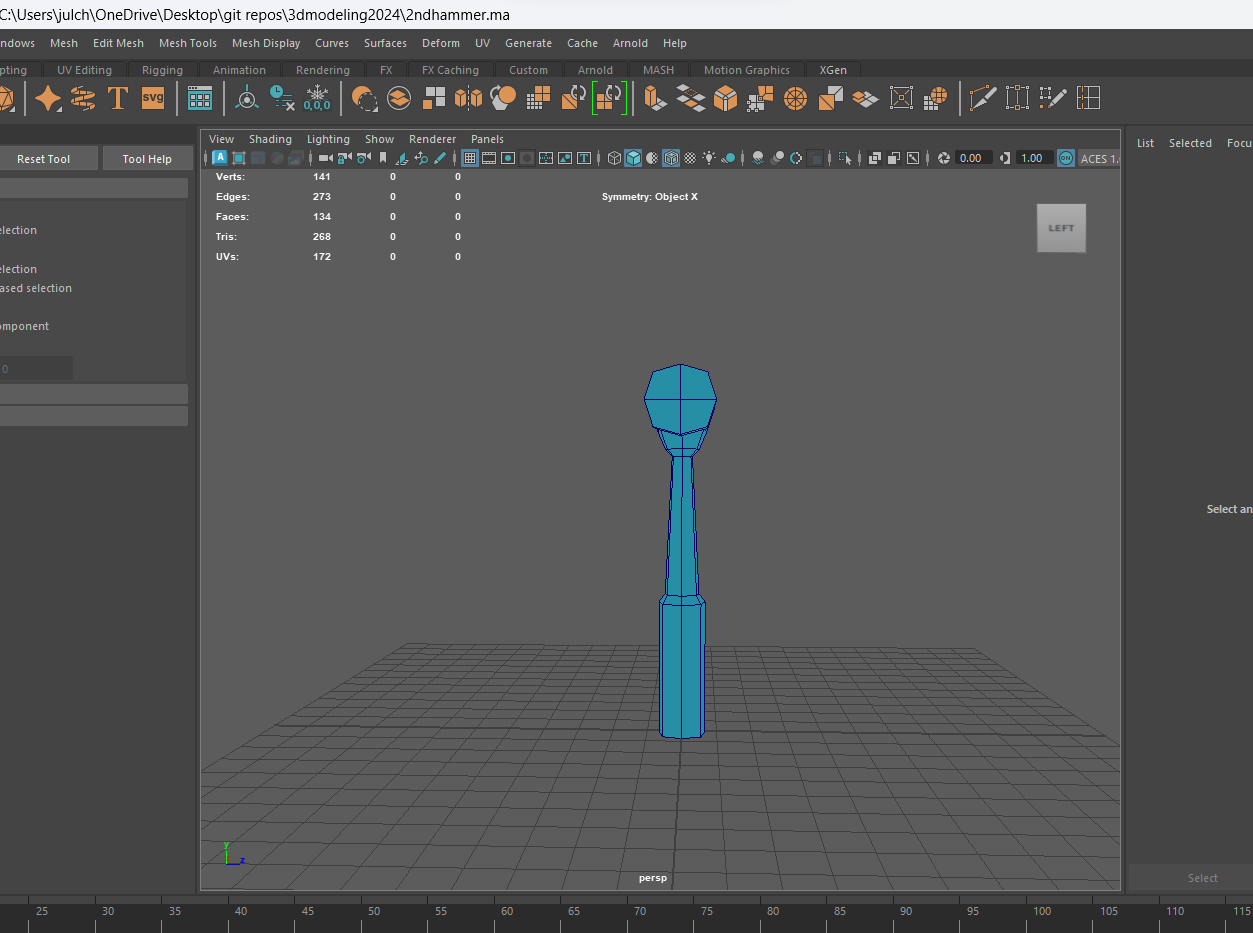 C:\Users\julch\OneDrive\Desktop\git repos\3dmodeling2024\2ndhammer.ma
ndows Mesh Edit Mesh Mesh Tools Mesh Display Curves Surfaces Deform UV Generate Cache Arnold Help
pting UV Editing Rigging Animation Rendering FX FX Caching Custom Arnold MASH Motion Graphics XGen
T SVG 0,0,0
View Shading Lighting Show Renderer Panels
List Selected Focu
Reset Tool Tool Help
A T 0.00 1.00 ON ACES 1.
Verts: 141 0 0
Edges: 273 0 0
Symmetry: Object X
Faces: 134 0 0
Tris: 268 0 0
UVs: 172 0 0
LEFT
election
election
ased selection
omponent
0
Select an
y
z
persp
Select
25 30 35 40 45 50 55 60 65 70 75 80 85 90 95 100 105 110 115